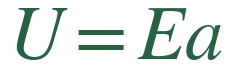 U = Ea